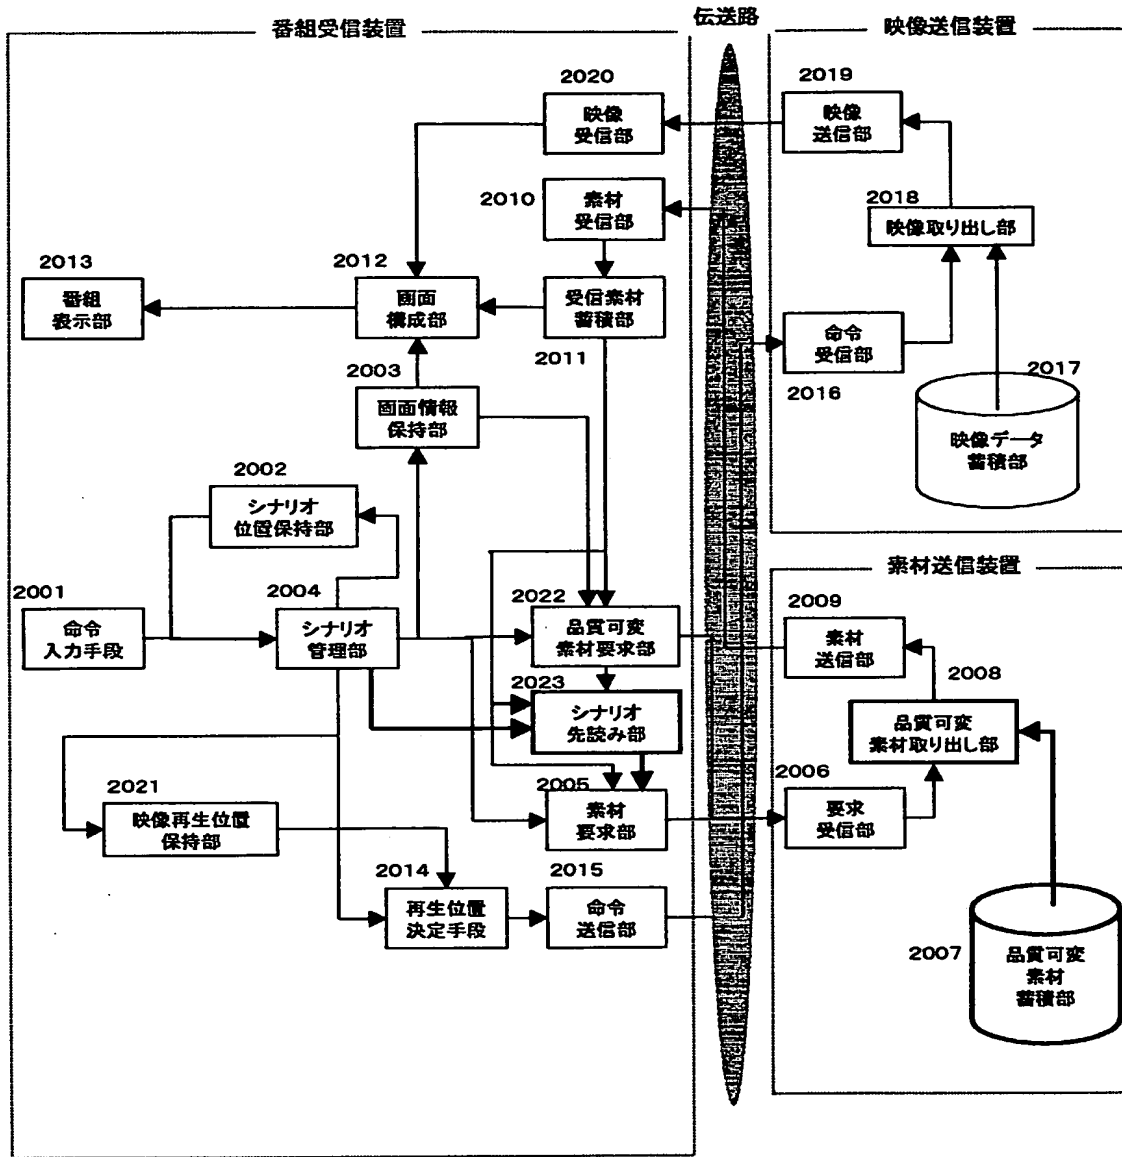 番組受信装置
伝送路
映像送信装置
2020
映像
受信部
2019
映像
送信部
2010
素材
受信部
2018
映像取り出し部
2013
番組
表示部
2012
画面
構成部
受信素材
蓄積部
2011
命令
受信部
2016
2017
映像データ
蓄積部
2003
画面情報
保持部
2002
シナリオ
位置保持部
素材送信装置
2001
命令
入力手段
2004
シナリオ
管理部
2022
品質可変
素材要求部
2009
素材
送信部
2023
シナリオ
先読み部
2008
品質可変
素材取り出し部
2005
素材
要求部
2006
要求
受信部
2021
映像再生位置
保持部
2014
再生位置
決定手段
2015
命令
送信部
2007
品質可変
素材
蓄積部